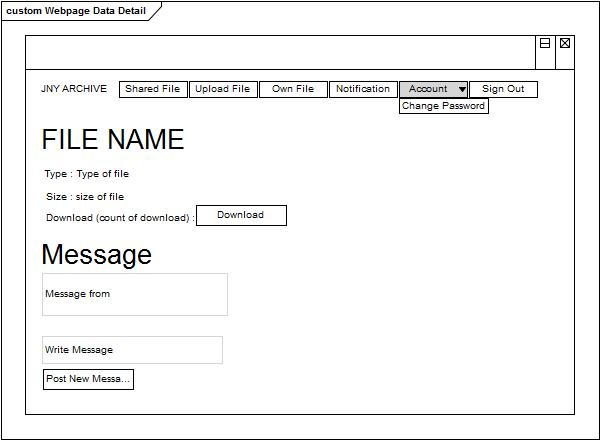 custom Webpage Data Detail
JNY ARCHIVE Shared File Upload File Own File Notification Account Sign Out
Change Password
FILE NAME
Type : Type of file
Size : size of file
Download (count of download) : Download
Message
Message from
Write Message
Post New Messa...